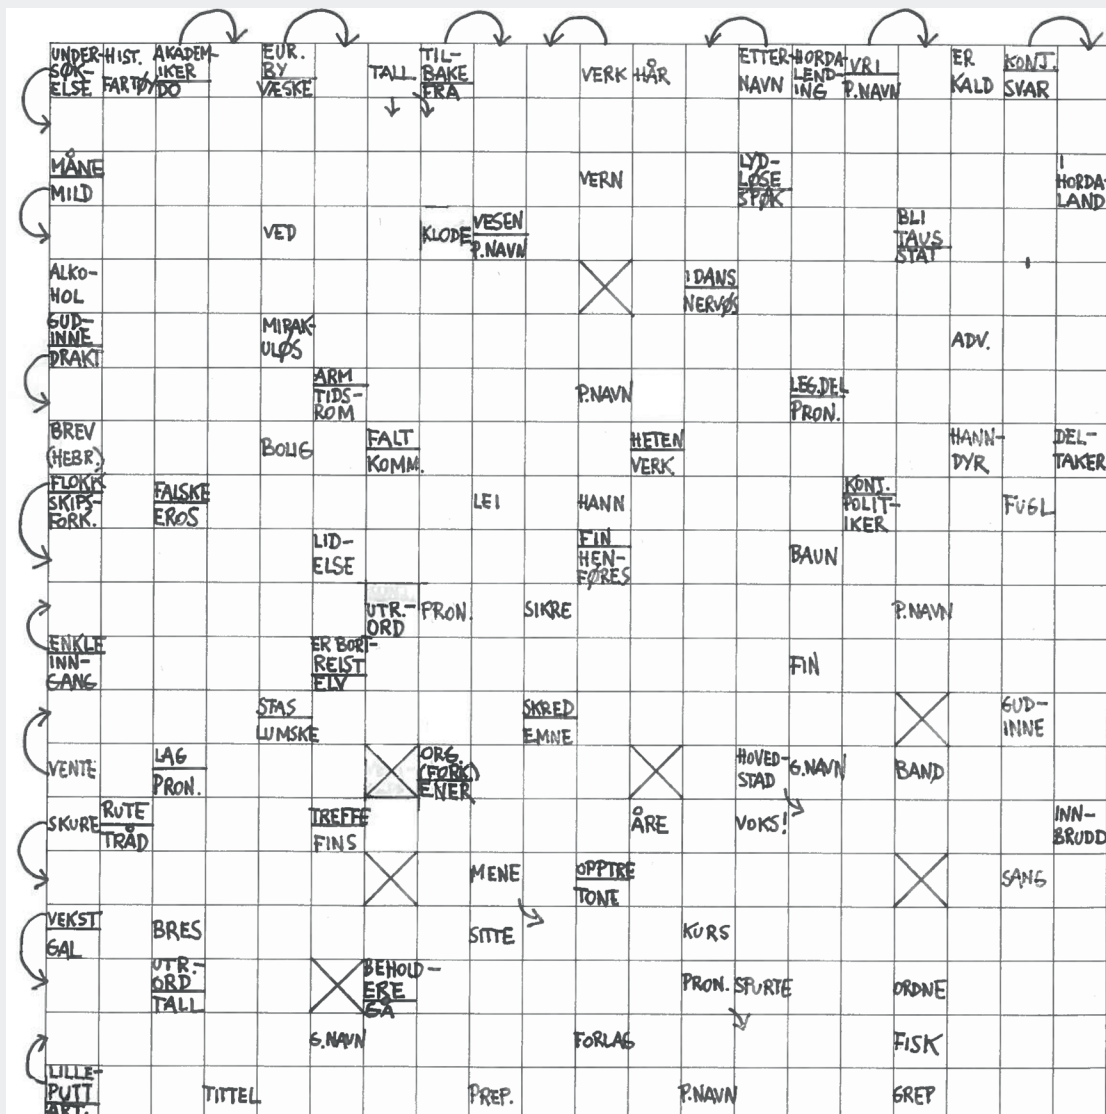 UNDER-
SØK-
ELSE
HIST.
FARTØY
AKADEM-
IKER
DO
EUR.
BY
VÆSKE
TALL
TIL-
BAKE
FRA
VERK
HÅR
ETTER-
NAVN
HORDA-
LEND-
ING
VRI
P.NAVN
ER
KALD
KONJ.
SVAR
MÅNE
MILD
VERN
LYD-
LØSE
SPØK
I
HORDA-
LAND
VED
KLODE
VESEN
P.NAVN
BLI
TAUS
STAT
ALKO-
HOL
I DANS
NERVØS
GUD-
INNE
DRAKT
MIRAK-
ULØS
ADV.
ARM
TIDS-
ROM
P.NAVN
LEG.DEL
PRON.
BREV
(HEBR.)
BOLIG
FALT
KOMM.
HETEN
VERK
HANN-
DYR
DEL-
TAKER
FLOKK
SKIPS-
FORK.
FALSKE
EROS
LEI
HANN
KONJ.
POLIT-
IKER
FUGL
LID-
ELSE
FIN
HEN-
FØRES
BAUN
UTR.-
ORD
PRON.
SIKRE
P.NAVN
ENKLE
INN-
GANG
ER BORT-
REIST
ELV
FIN
STAS
LUMSKE
SKRED
EMNE
GUD-
INNE
VENTE
LAG
PRON.
ORG.
(FORK)
ENER
HOVED-
STAD
G.NAVN
BAND
SKURE
RUTE
TRÅD
TREFFE
FINS
ÅRE
VOKS!
INN-
BRUDD
MENE
OPPTRE
TONE
SANG
VEKST
GAL
BRES
SITTE
KURS
UTR.-
ORD
TALL
BEHOLD-
ERE
GÅ
PRON.
SPURTE
ORDNE
G.NAVN
FORLAG
FISK
LILLE-
PUTT
ART.
TITTEL
PREP.
P.NAVN
GREP